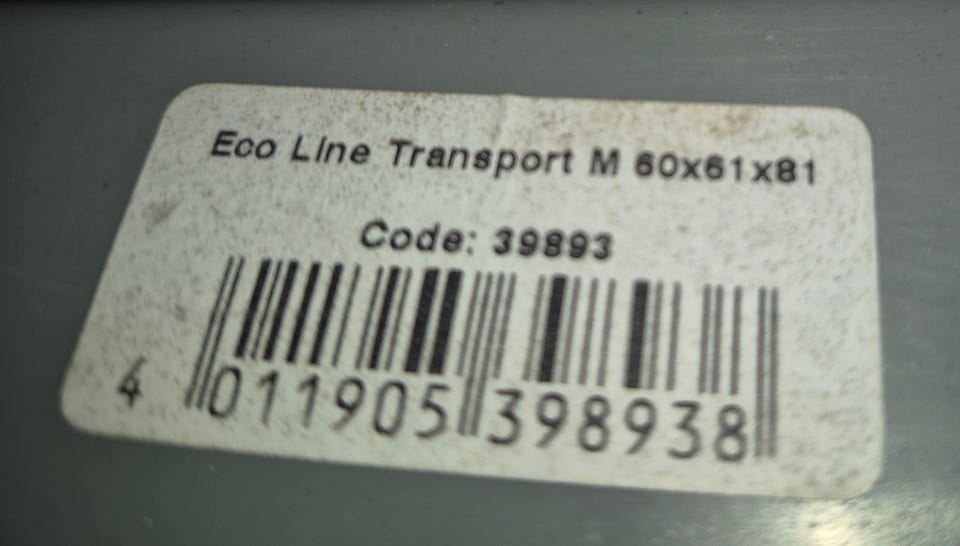 Eco Line Transport M 60x61x81
Code: 39893
4 011905 398938